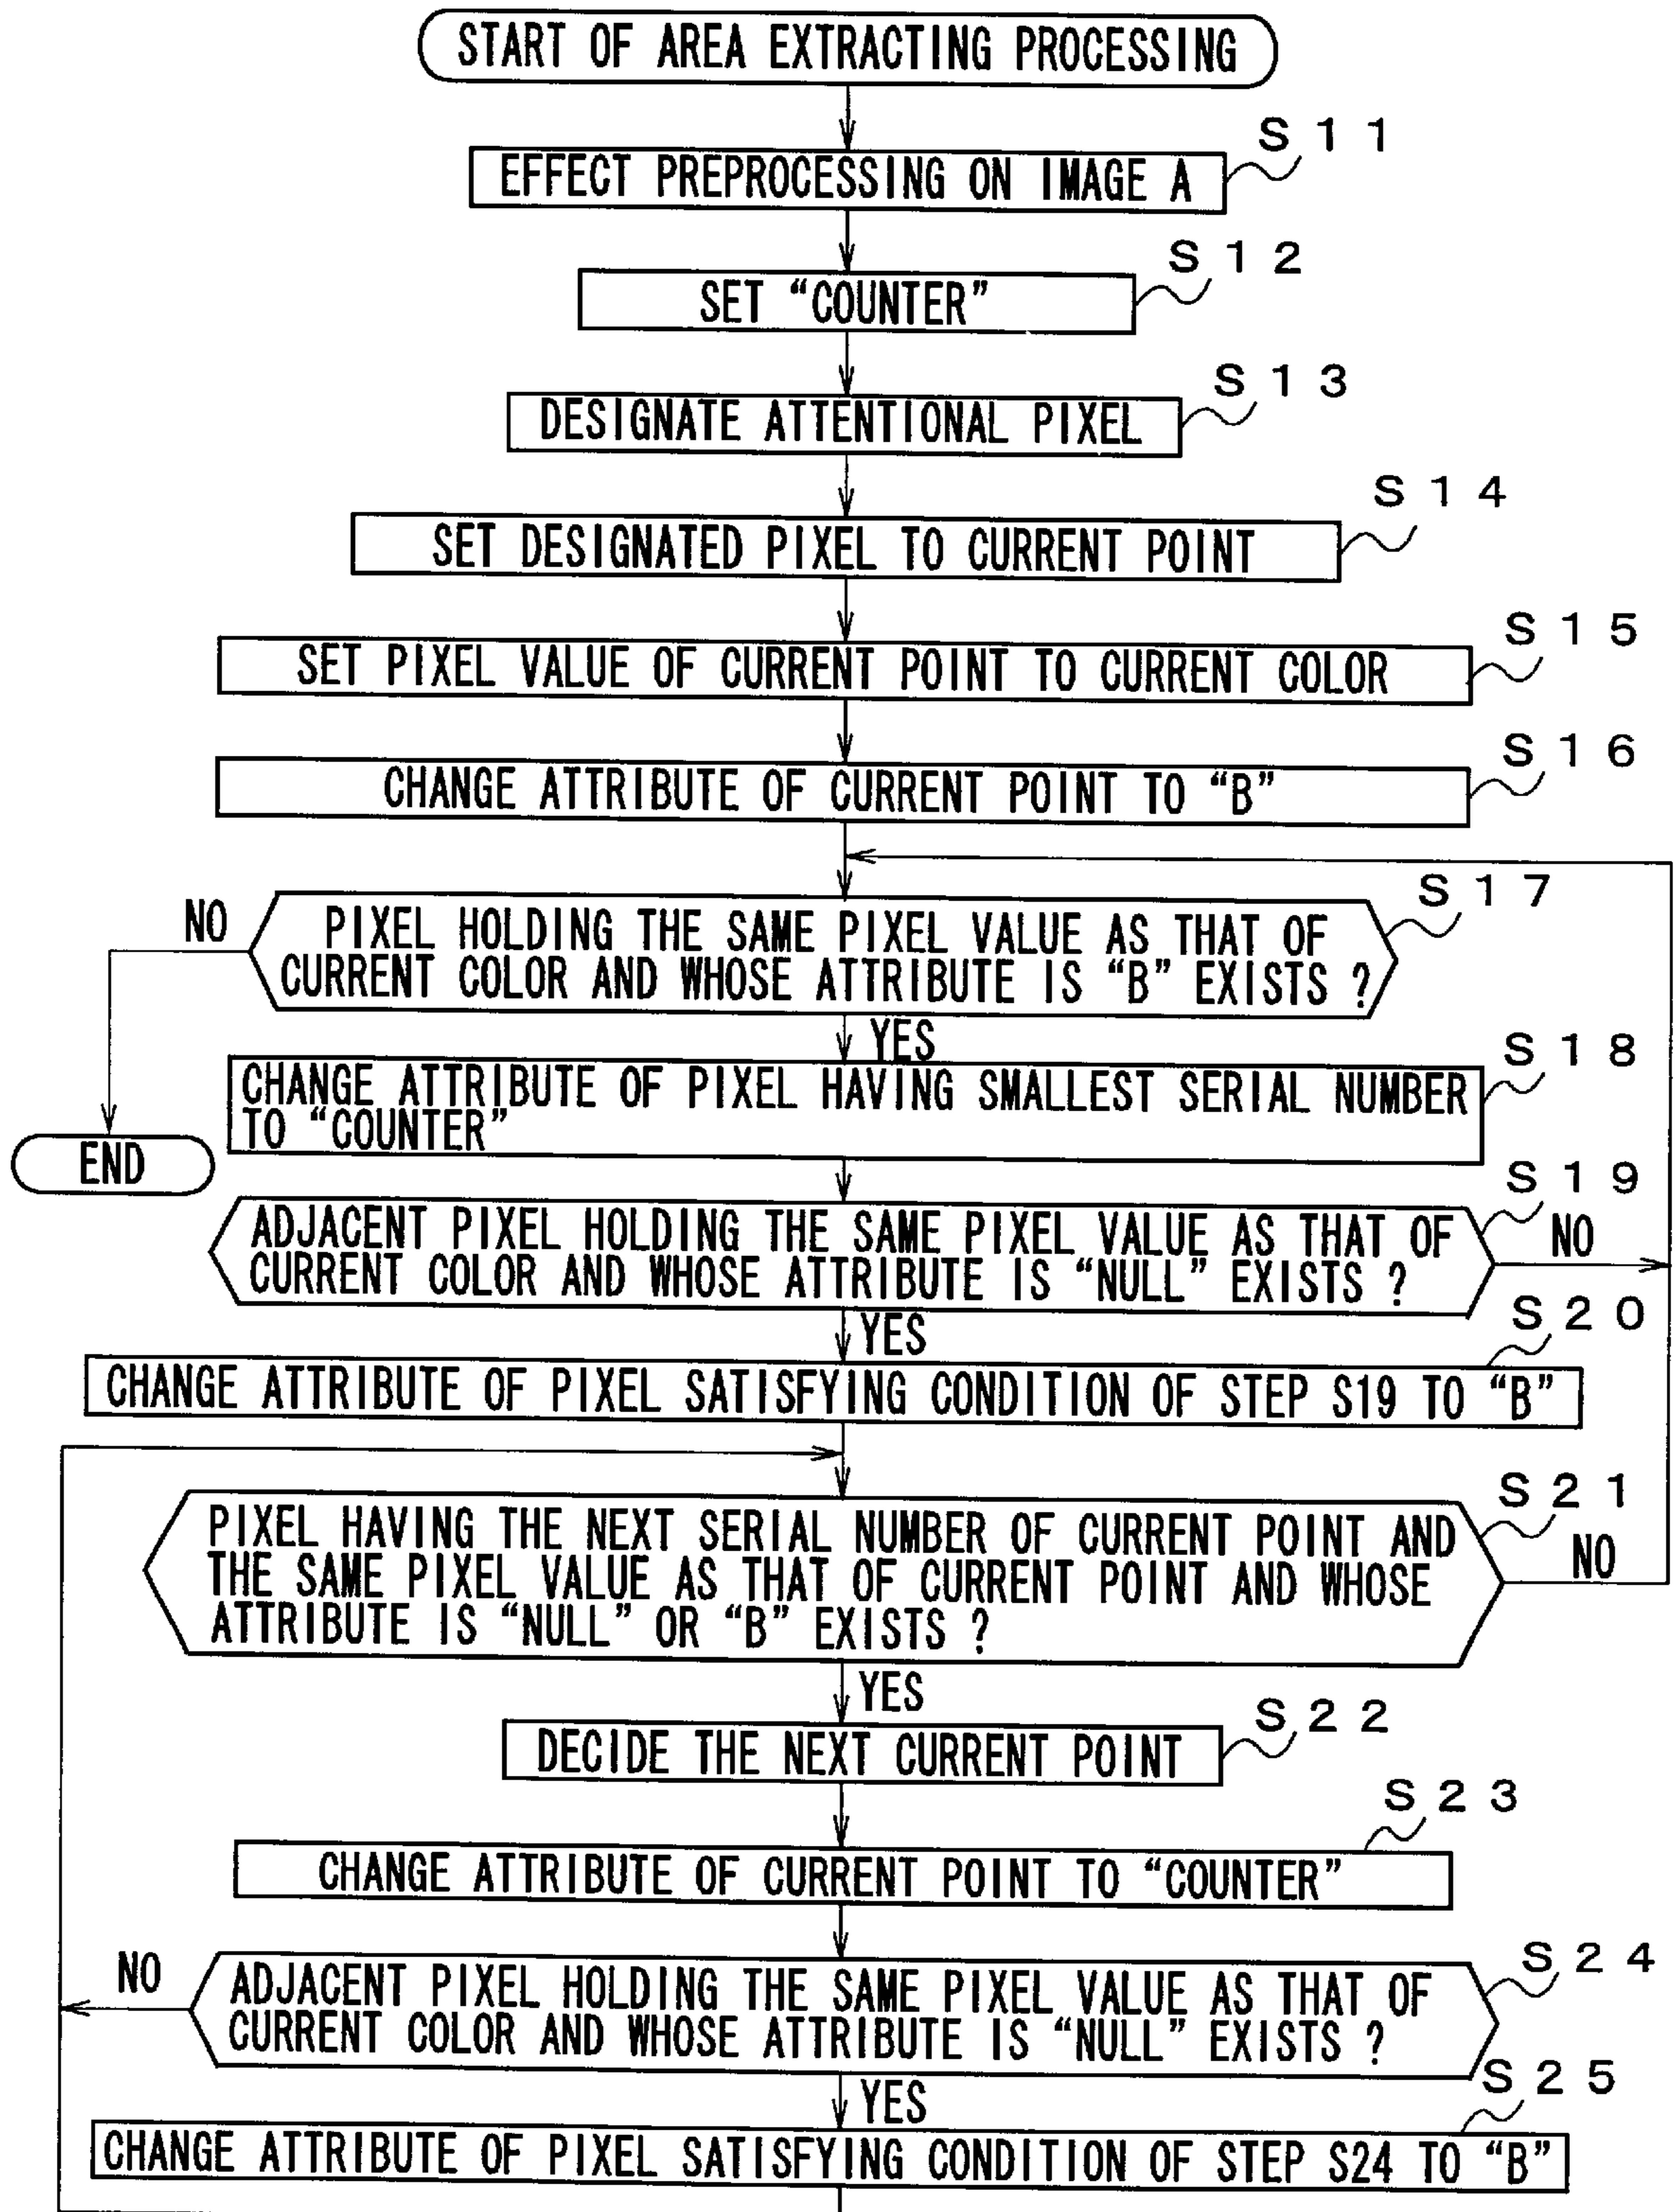 START OF AREA EXTRACTING PROCESSING
S11
EFFECT PREPROCESSING ON IMAGE A
S12
SET “COUNTER”
S13
DESIGNATE ATTENTIONAL PIXEL
S14
SET DESIGNATED PIXEL TO CURRENT POINT
S15
SET PIXEL VALUE OF CURRENT POINT TO CURRENT COLOR
S16
CHANGE ATTRIBUTE OF CURRENT POINT TO “B”
S17
NO
PIXEL HOLDING THE SAME PIXEL VALUE AS THAT OF
CURRENT COLOR AND WHOSE ATTRIBUTE IS “B” EXISTS ?
YES
S18
CHANGE ATTRIBUTE OF PIXEL HAVING SMALLEST SERIAL NUMBER
TO “COUNTER”
END
S19
ADJACENT PIXEL HOLDING THE SAME PIXEL VALUE AS THAT OF
CURRENT COLOR AND WHOSE ATTRIBUTE IS “NULL” EXISTS ?
NO
YES
S20
CHANGE ATTRIBUTE OF PIXEL SATISFYING CONDITION OF STEP S19 TO “B”
S21
PIXEL HAVING THE NEXT SERIAL NUMBER OF CURRENT POINT AND
THE SAME PIXEL VALUE AS THAT OF CURRENT POINT AND WHOSE
ATTRIBUTE IS “NULL” OR “B” EXISTS ?
NO
YES
S22
DECIDE THE NEXT CURRENT POINT
S23
CHANGE ATTRIBUTE OF CURRENT POINT TO “COUNTER”
S24
NO
ADJACENT PIXEL HOLDING THE SAME PIXEL VALUE AS THAT OF
CURRENT COLOR AND WHOSE ATTRIBUTE IS “NULL” EXISTS ?
YES
S25
CHANGE ATTRIBUTE OF PIXEL SATISFYING CONDITION OF STEP S24 TO “B”